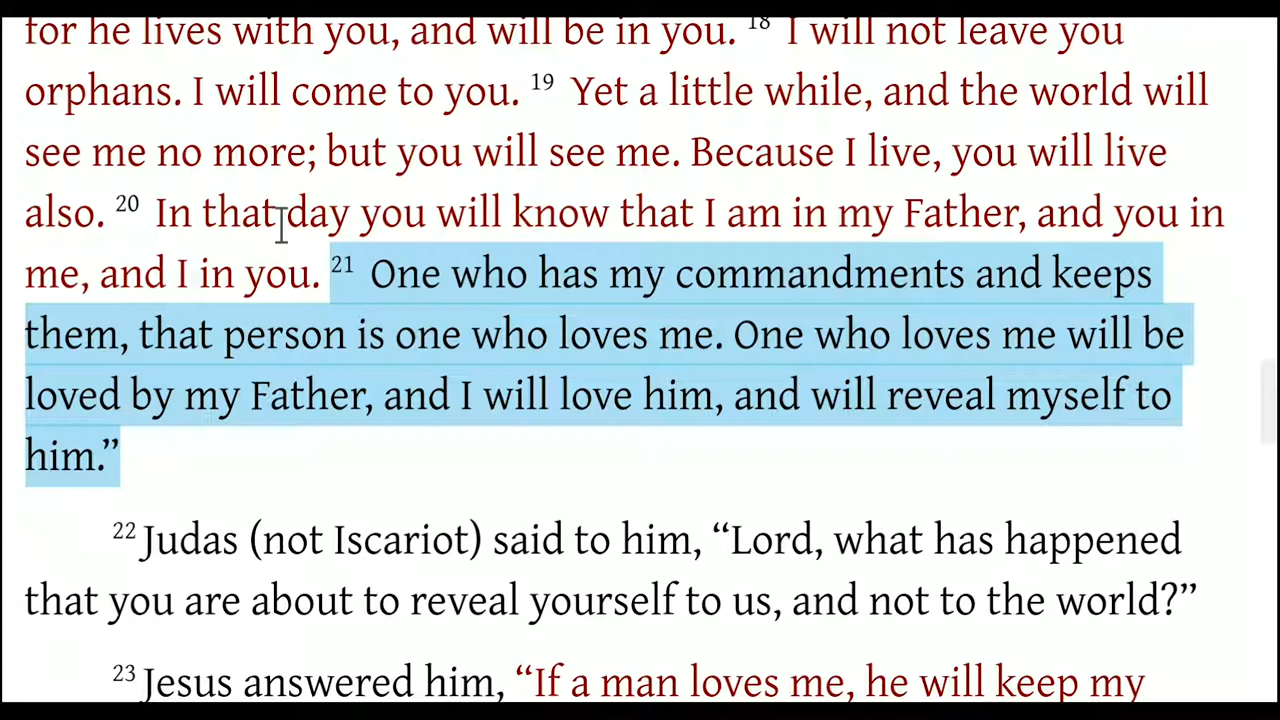 for he lives with you, and will be in you. 18 I will not leave you
orphans. I will come to you. 19 Yet a little while, and the world will
see me no more; but you will see me. Because I live, you will live
also. 20 In that day you will know that I am in my Father, and you in
me, and I in you. 21 One who has my commandments and keeps
them, that person is one who loves me. One who loves me will be
loved by my Father, and I will love him, and will reveal myself to
him.”
22 Judas (not Iscariot) said to him, “Lord, what has happened
that you are about to reveal yourself to us, and not to the world?”
23 Jesus answered him, “If a man loves me, he will keep my